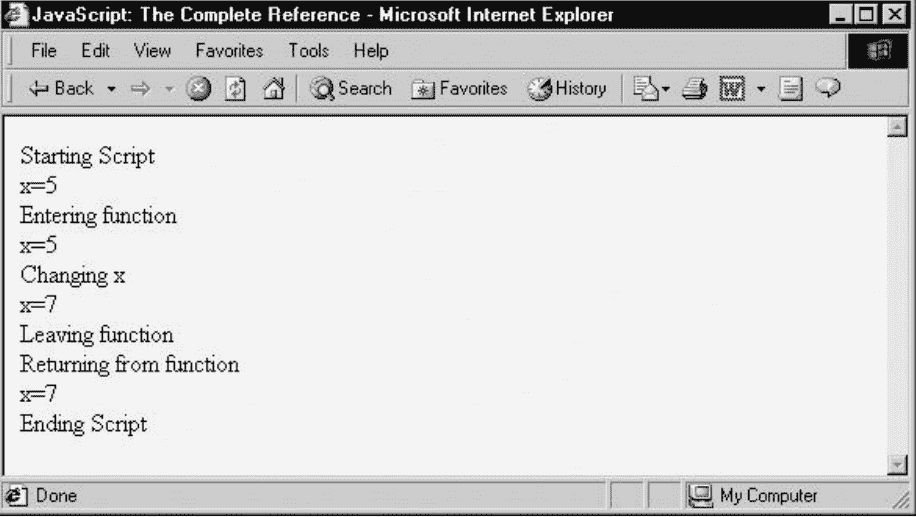 JavaScript: The Complete Reference - Microsoft Internet Explorer
File Edit View Favorites Tools Help
Back Search Favorites History
Starting Script
x=5
Entering function
x=5
Changing x
x=7
Leaving function
Returning from function
x=7
Ending Script
Done My Computer